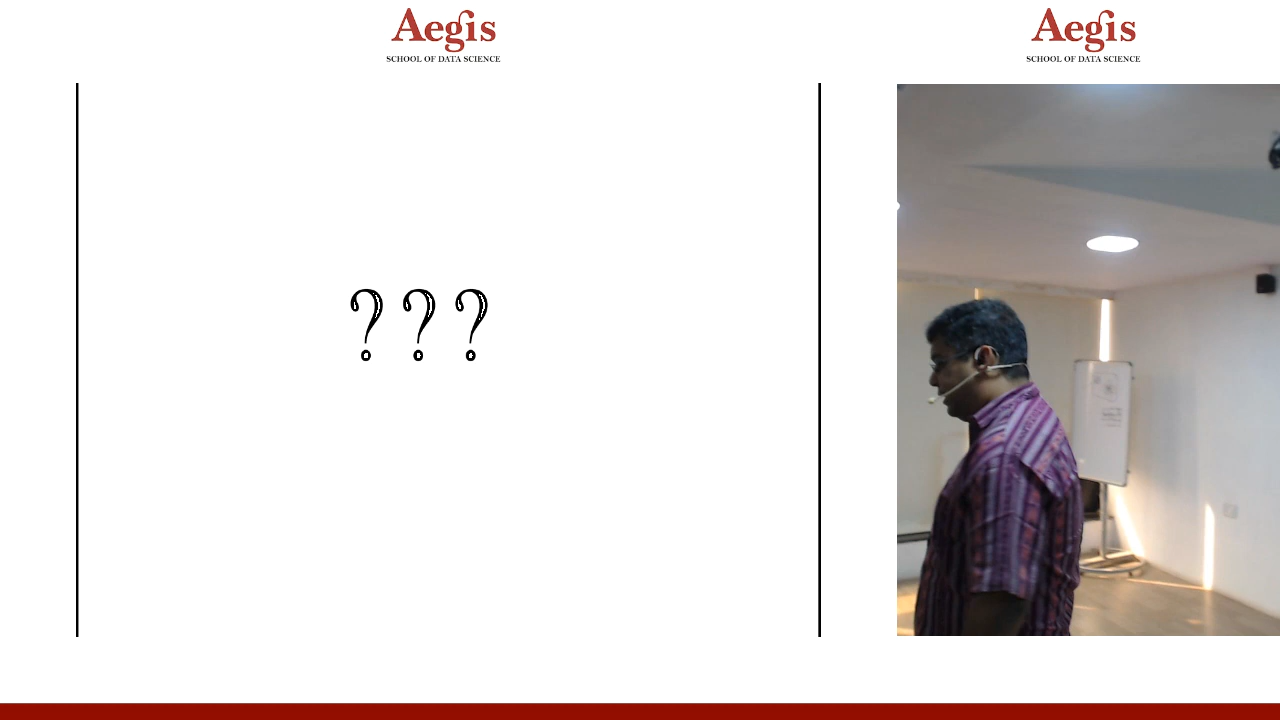 Aegis
SCHOOL OF DATA SCIENCE
Aegis
SCHOOL OF DATA SCIENCE
? ? ?